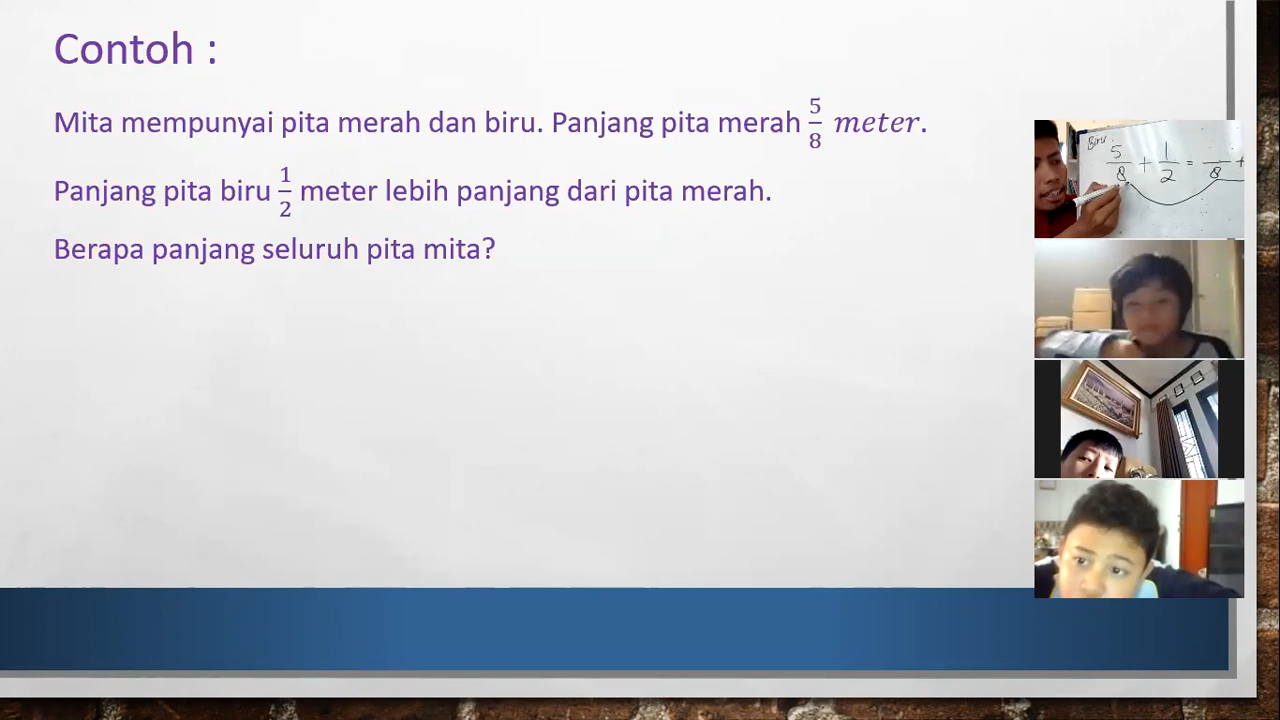 Contoh :
Mita mempunyai pita merah dan biru. Panjang pita merah 5/8 meter.
Panjang pita biru 1/2 meter lebih panjang dari pita merah.
Berapa panjang seluruh pita mita?
Biru
5/8 + 1/2 = /8 +